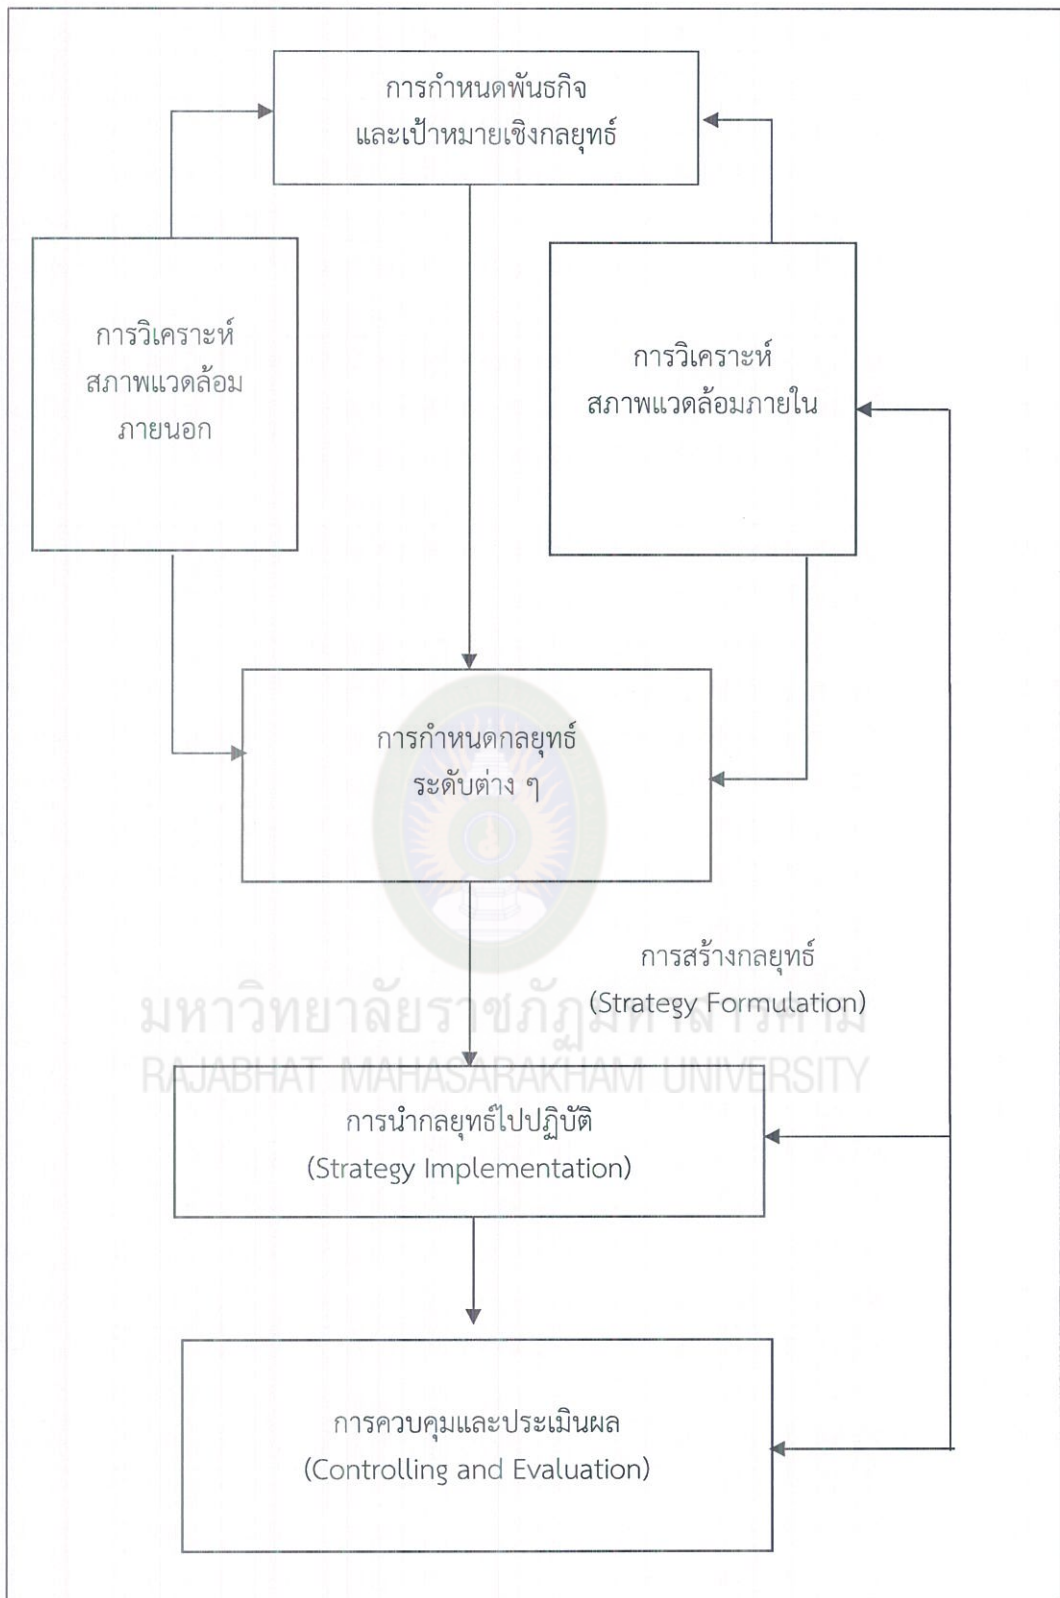 การกำหนดพันธกิจ
และเป้าหมายเชิงกลยุทธ์
การวิเคราะห์
สภาพแวดล้อม
ภายนอก
การวิเคราะห์
สภาพแวดล้อมภายใน
การกำหนดกลยุทธ์
ระดับต่าง ๆ
การสร้างกลยุทธ์
(Strategy Formulation)
มหาวิทยาลัยราชภัฏมหาสารคาม
RAJABHAT MAHASARAKHAM UNIVERSITY
การนำกลยุทธ์ไปปฏิบัติ
(Strategy Implementation)
การควบคุมและประเมินผล
(Controlling and Evaluation)